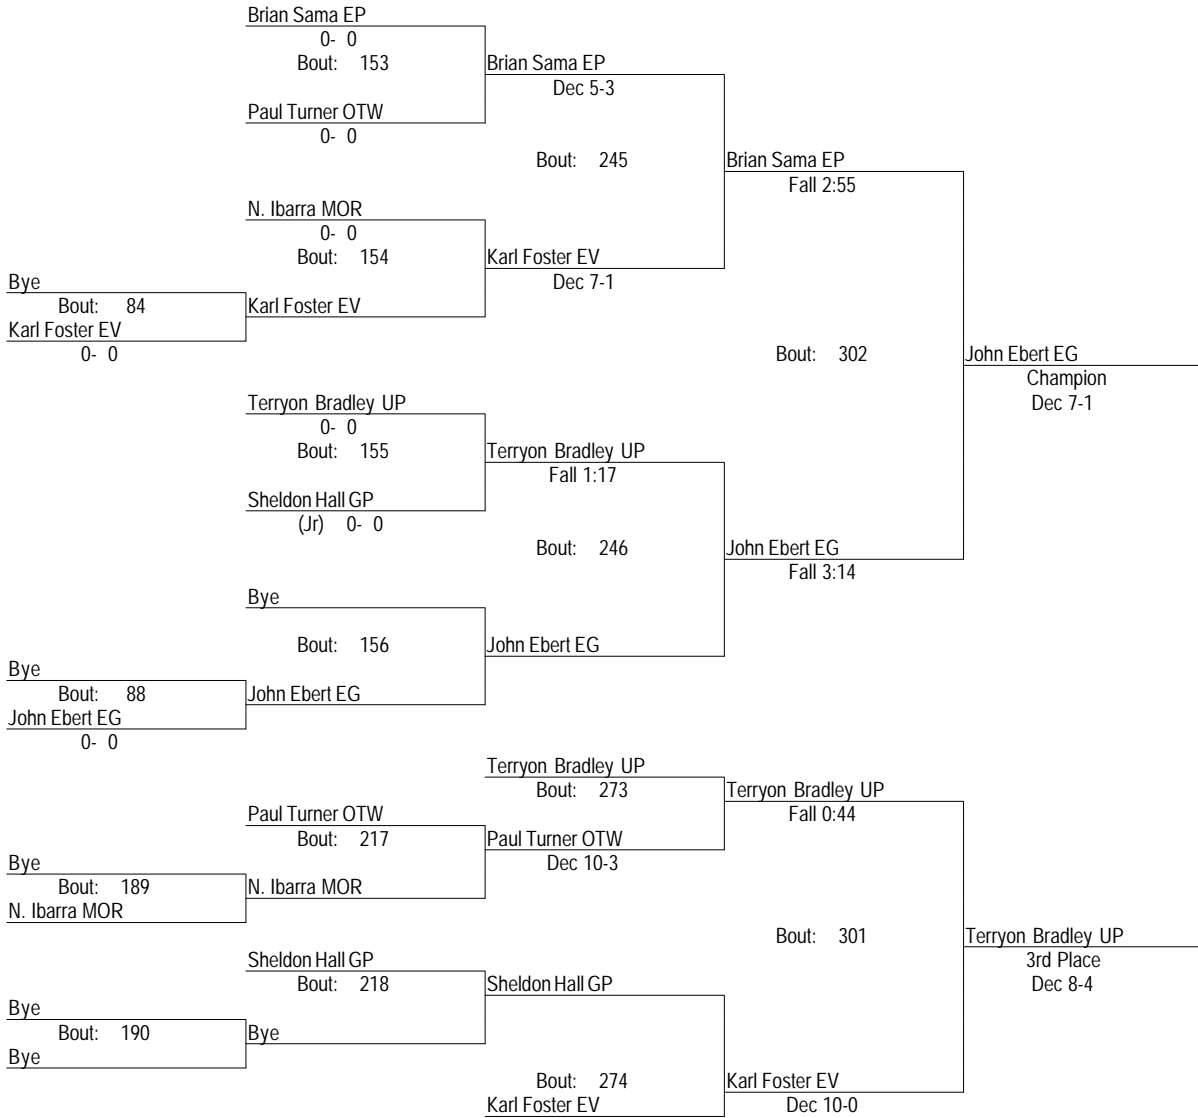 Brian Sama EP
0- 0
Bout: 153
Brian Sama EP
Dec 5-3
Paul Turner OTW
0- 0
Bout: 245
Brian Sama EP
Fall 2:55
N. Ibarra MOR
0- 0
Bout: 154
Karl Foster EV
Dec 7-1
Bye
Bout: 84
Karl Foster EV
Karl Foster EV
0- 0
Bout: 302
John Ebert EG
Champion
Dec 7-1
Terryon Bradley UP
0- 0
Bout: 155
Terryon Bradley UP
Fall 1:17
Sheldon Hall GP
(Jr) 0- 0
Bout: 246
John Ebert EG
Fall 3:14
Bye
Bout: 156
John Ebert EG
Bye
Bout: 88
John Ebert EG
John Ebert EG
0- 0
Terryon Bradley UP
Bout: 273
Terryon Bradley UP
Fall 0:44
Paul Turner OTW
Bout: 217
Paul Turner OTW
Dec 10-3
Bye
Bout: 189
N. Ibarra MOR
N. Ibarra MOR
Bout: 301
Terryon Bradley UP
3rd Place
Dec 8-4
Sheldon Hall GP
Bout: 218
Sheldon Hall GP
Bye
Bout: 190
Bye
Bye
Bout: 274
Karl Foster EV
Dec 10-0
Karl Foster EV